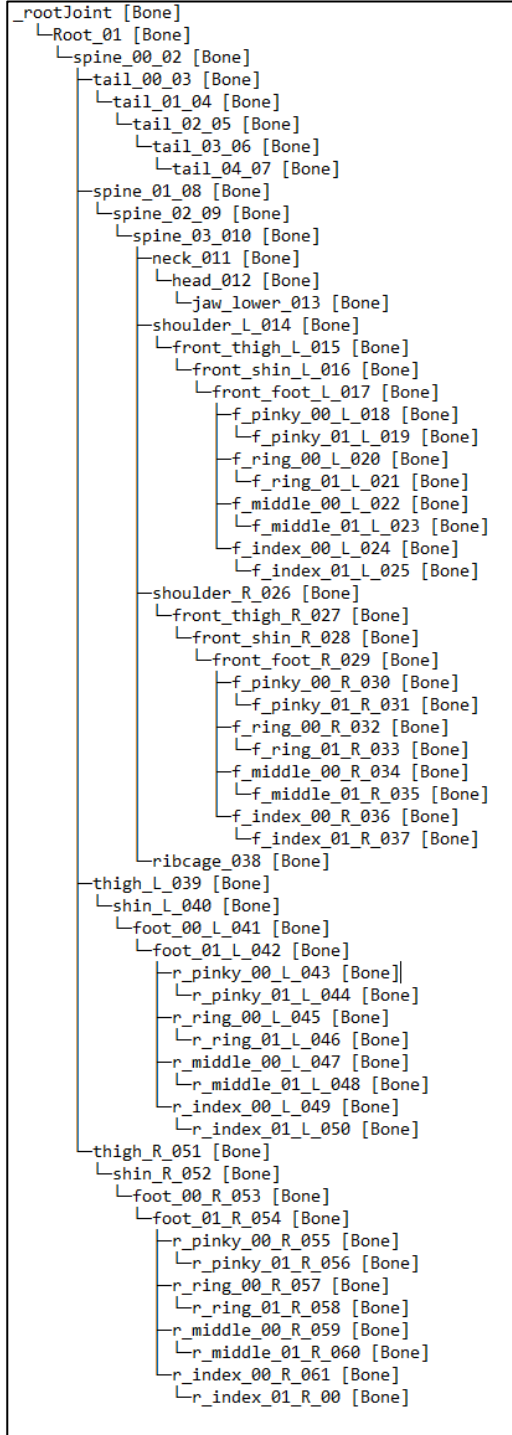 _rootJoint [Bone]
└─Root_01 [Bone]
└─spine_00_02 [Bone]
├─tail_00_03 [Bone]
│ └─tail_01_04 [Bone]
│ └─tail_02_05 [Bone]
│ └─tail_03_06 [Bone]
│ └─tail_04_07 [Bone]
├─spine_01_08 [Bone]
│ └─spine_02_09 [Bone]
│ └─spine_03_010 [Bone]
│ ├─neck_011 [Bone]
│ │ └─head_012 [Bone]
│ │ └─jaw_lower_013 [Bone]
│ ├─shoulder_L_014 [Bone]
│ │ └─front_thigh_L_015 [Bone]
│ │ └─front_shin_L_016 [Bone]
│ │ └─front_foot_L_017 [Bone]
│ │ ├─f_pinky_00_L_018 [Bone]
│ │ │ └─f_pinky_01_L_019 [Bone]
│ │ ├─f_ring_00_L_020 [Bone]
│ │ │ └─f_ring_01_L_021 [Bone]
│ │ ├─f_middle_00_L_022 [Bone]
│ │ │ └─f_middle_01_L_023 [Bone]
│ │ └─f_index_00_L_024 [Bone]
│ │ └─f_index_01_L_025 [Bone]
│ ├─shoulder_R_026 [Bone]
│ │ └─front_thigh_R_027 [Bone]
│ │ └─front_shin_R_028 [Bone]
│ │ └─front_foot_R_029 [Bone]
│ │ ├─f_pinky_00_R_030 [Bone]
│ │ │ └─f_pinky_01_R_031 [Bone]
│ │ ├─f_ring_00_R_032 [Bone]
│ │ │ └─f_ring_01_R_033 [Bone]
│ │ ├─f_middle_00_R_034 [Bone]
│ │ │ └─f_middle_01_R_035 [Bone]
│ │ └─f_index_00_R_036 [Bone]
│ │ └─f_index_01_R_037 [Bone]
│ └─ribcage_038 [Bone]
├─thigh_L_039 [Bone]
│ └─shin_L_040 [Bone]
│ └─foot_00_L_041 [Bone]
│ └─foot_01_L_042 [Bone]
│ ├─r_pinky_00_L_043 [Bone]
│ │ └─r_pinky_01_L_044 [Bone]
│ ├─r_ring_00_L_045 [Bone]
│ │ └─r_ring_01_L_046 [Bone]
│ ├─r_middle_00_L_047 [Bone]
│ │ └─r_middle_01_L_048 [Bone]
│ └─r_index_00_L_049 [Bone]
│ └─r_index_01_L_050 [Bone]
└─thigh_R_051 [Bone]
└─shin_R_052 [Bone]
└─foot_00_R_053 [Bone]
└─foot_01_R_054 [Bone]
├─r_pinky_00_R_055 [Bone]
│ └─r_pinky_01_R_056 [Bone]
├─r_ring_00_R_057 [Bone]
│ └─r_ring_01_R_058 [Bone]
├─r_middle_00_R_059 [Bone]
│ └─r_middle_01_R_060 [Bone]
└─r_index_00_R_061 [Bone]
└─r_index_01_R_00 [Bone]